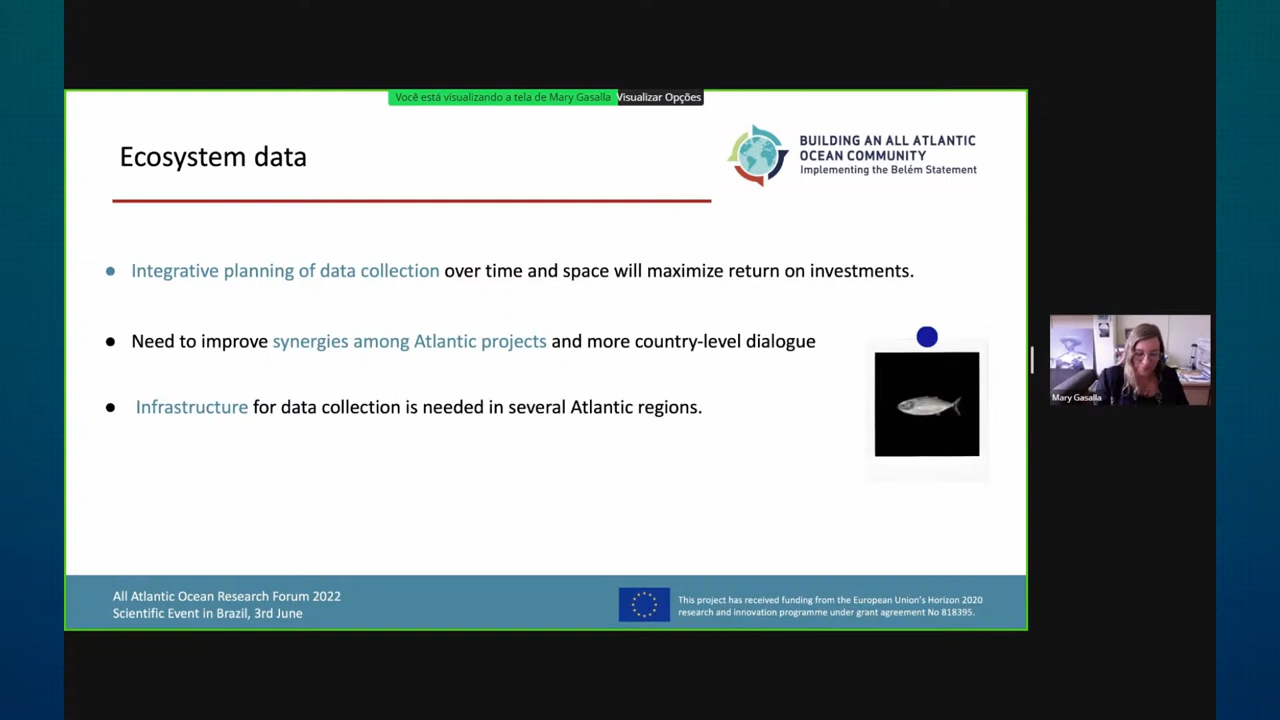 Você está visualizando a tela de Mary Gasalla Visualizar Opções
Ecosystem data
BUILDING AN ALL ATLANTIC
OCEAN COMMUNITY
Implementing the Belém Statement
● Integrative planning of data collection over time and space will maximize return on investments.
● Need to improve synergies among Atlantic projects and more country-level dialogue
● Infrastructure for data collection is needed in several Atlantic regions.
Mary Gasalla
All Atlantic Ocean Research Forum 2022
Scientific Event in Brazil, 3rd June
This project has received funding from the European Union's Horizon 2020
research and innovation programme under grant agreement No 818395.